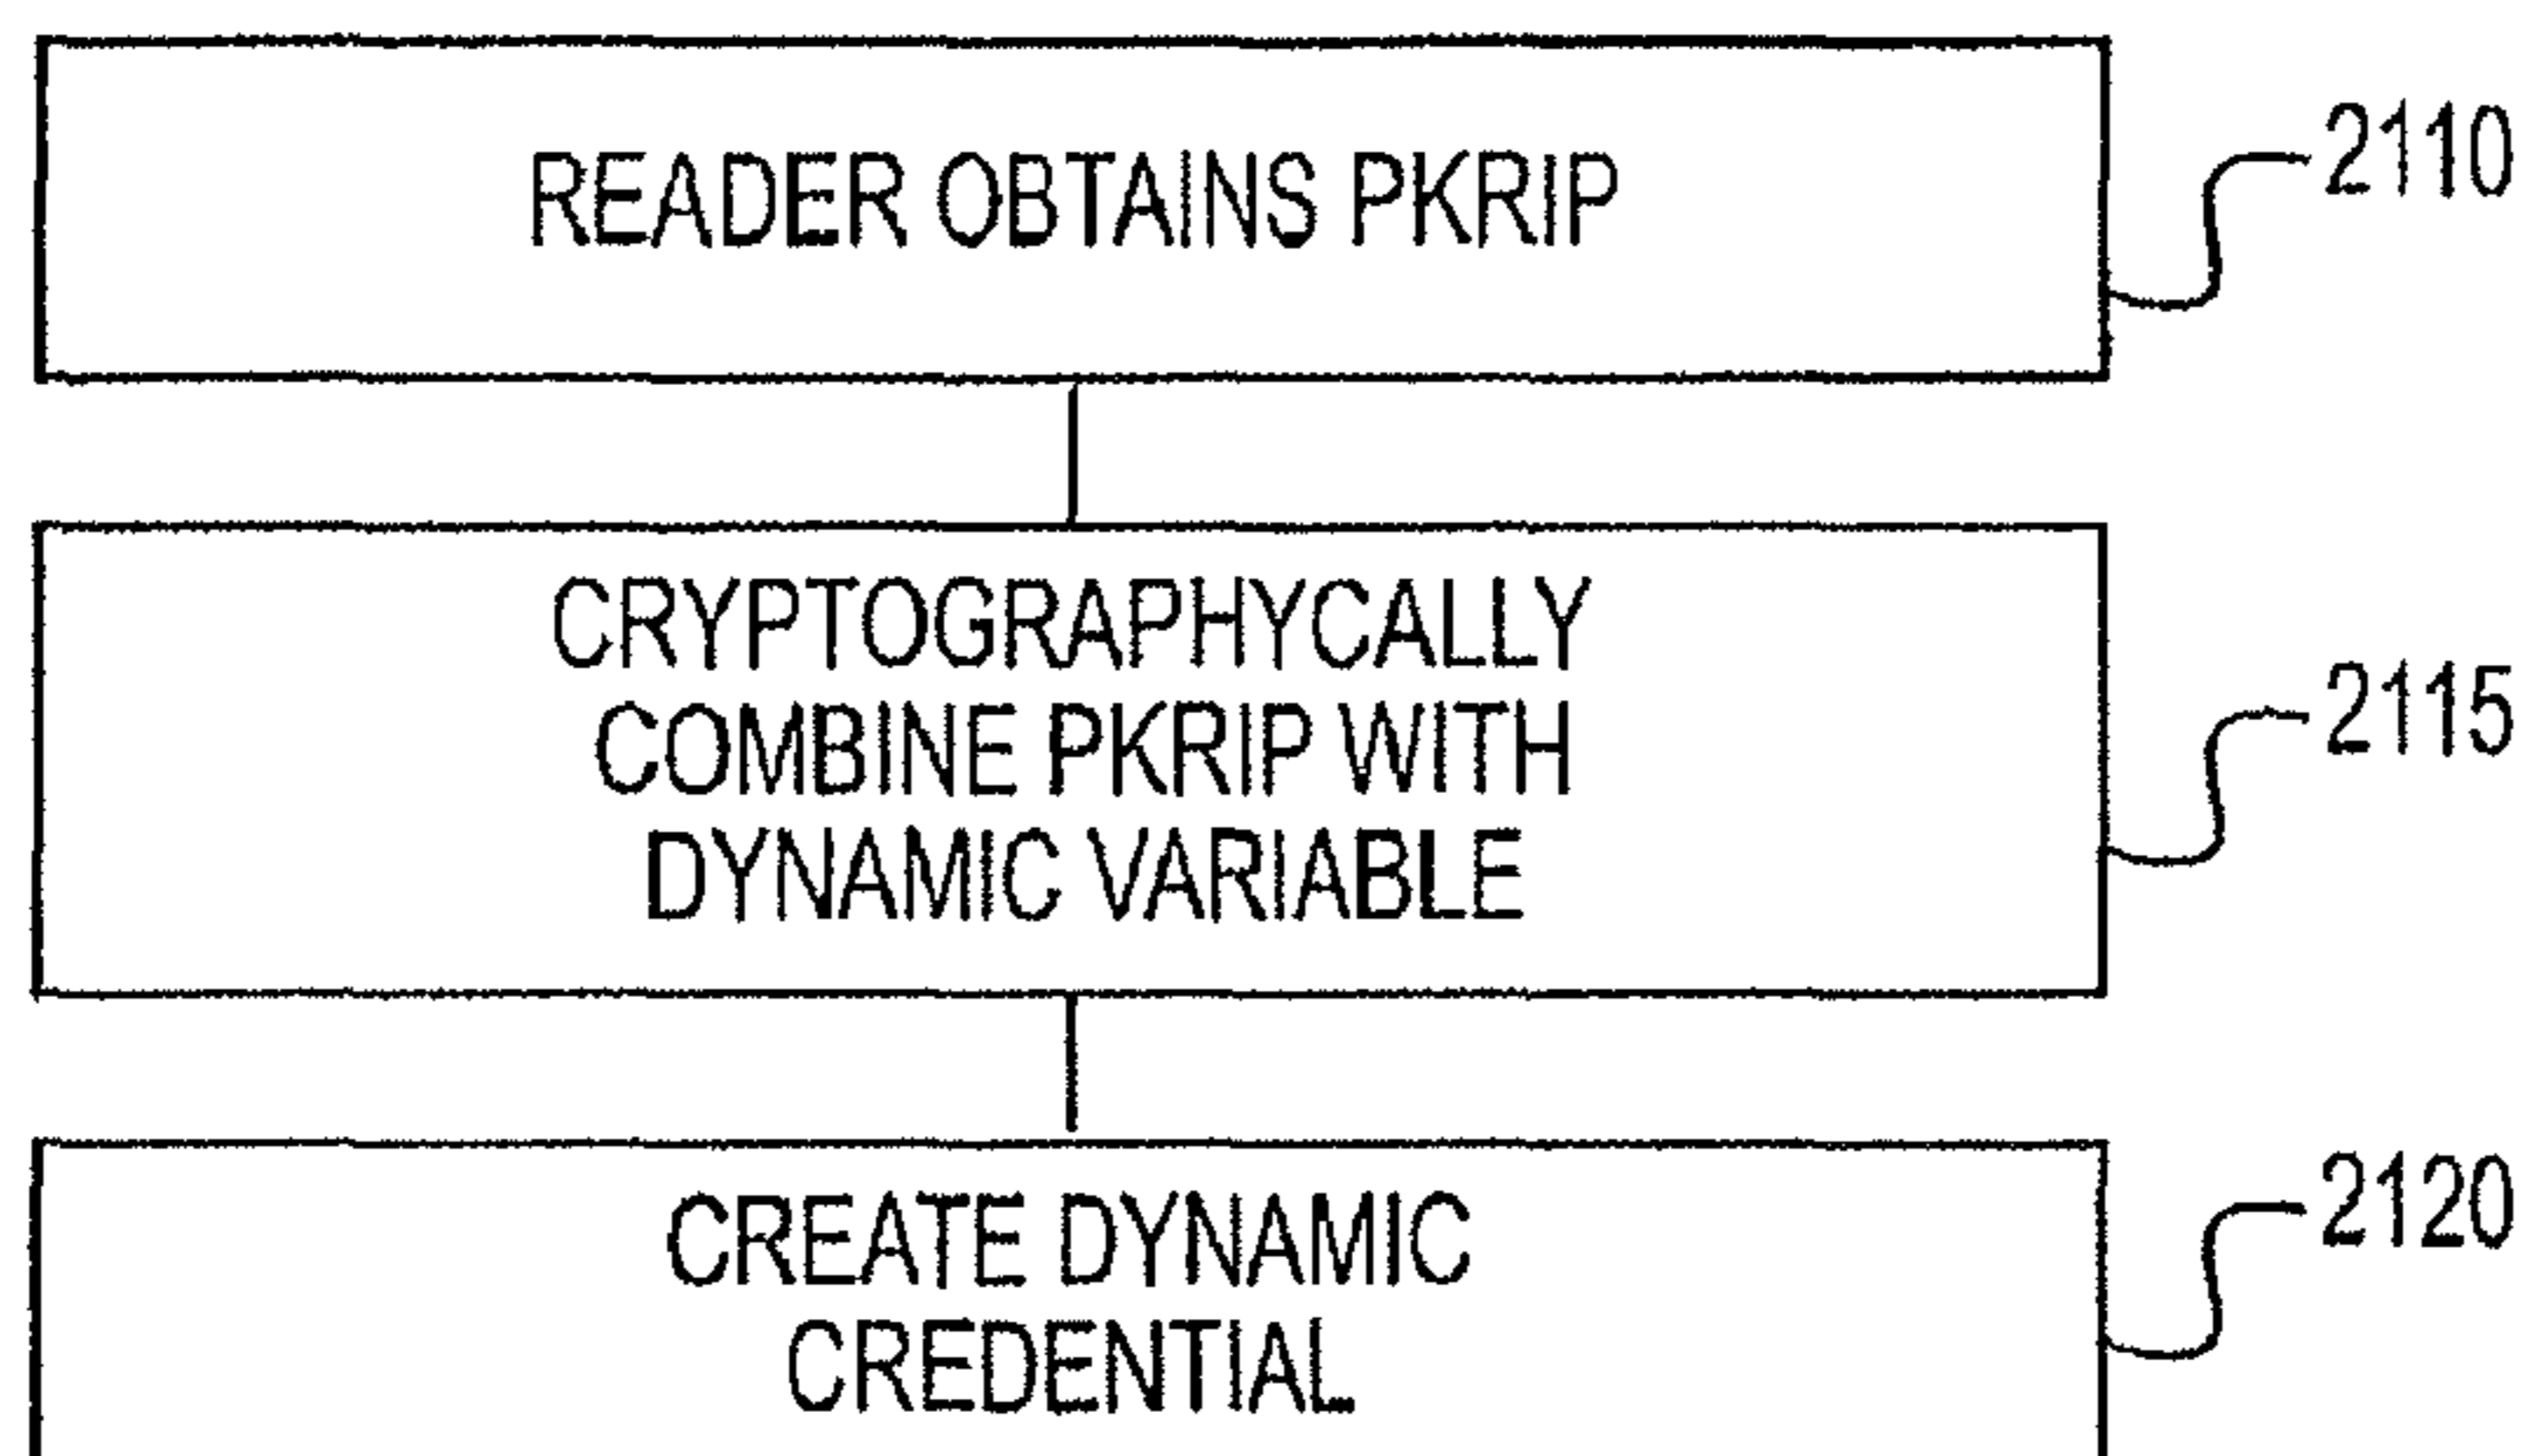 READER OBTAINS PKRIP
2110
CRYPTOGRAPHYCALLY
COMBINE PKRIP WITH
DYNAMIC VARIABLE
2115
CREATE DYNAMIC
CREDENTIAL
2120